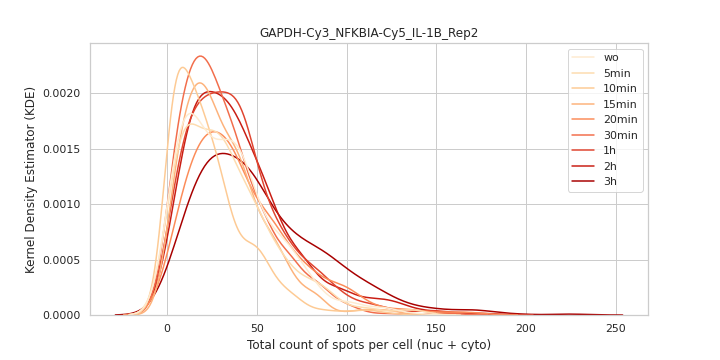 GAPDH-Cy3_NFKBIA-Cy5_IL-1B_Rep2
Kernel Density Estimator (KDE)
0.0020
0.0015
0.0010
0.0005
0.0000
wo
5min
10min
15min
20min
30min
1h
2h
3h
0 50 100 150 200 250
Total count of spots per cell (nuc + cyto)